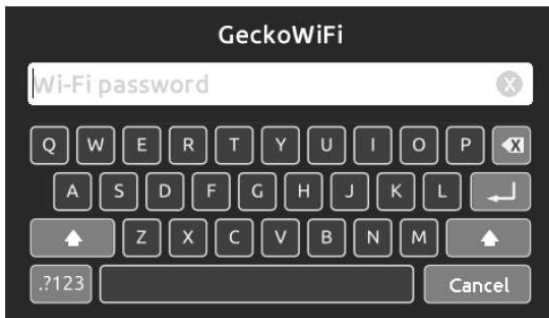 GeckoWiFi
Wi-Fi password
Q W E R T Y U I O P
A S D F G H J K L
Z X C V B N M
.?123 Cancel